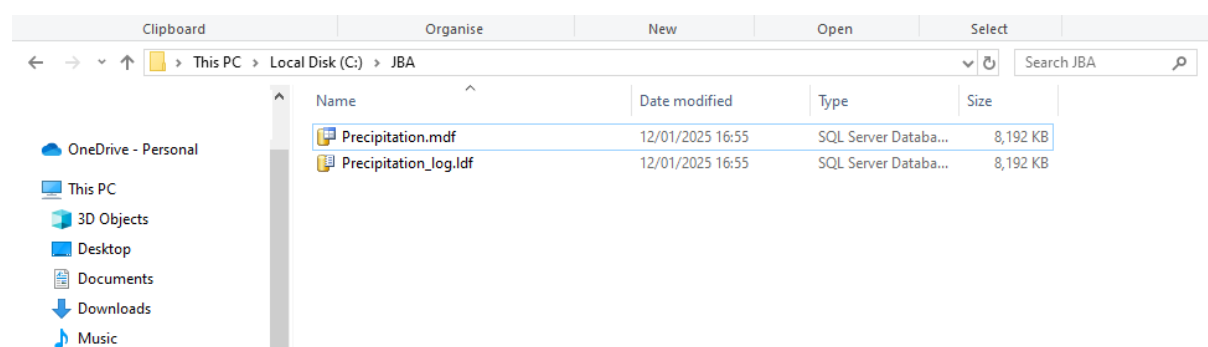 Clipboard Organise New Open Select
This PC > Local Disk (C:) > JBA Search JBA
Name Date modified Type Size
Precipitation.mdf 12/01/2025 16:55 SQL Server Databa... 8,192 KB
OneDrive - Personal
Precipitation_log.ldf 12/01/2025 16:55 SQL Server Databa... 8,192 KB
This PC
3D Objects
Desktop
Documents
Downloads
Music